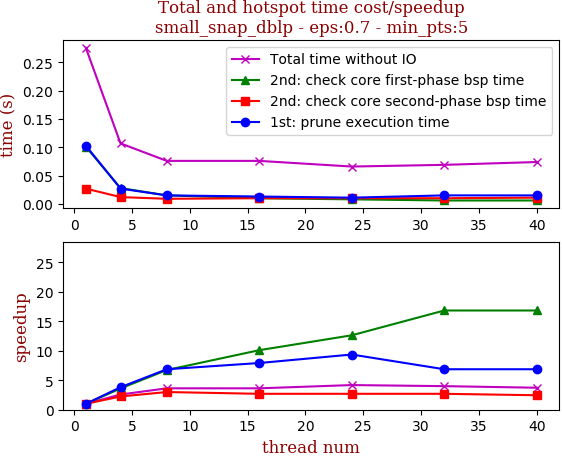 Total and hotspot time cost/speedup
small_snap_dblp - eps:0.7 - min_pts:5
time (s)
0.25
0.20
0.15
0.10
0.05
0.00
Total time without IO
2nd: check core first-phase bsp time
2nd: check core second-phase bsp time
1st: prune execution time
0 5 10 15 20 25 30 35 40
speedup
25
20
15
10
5
0
0 5 10 15 20 25 30 35 40
thread num